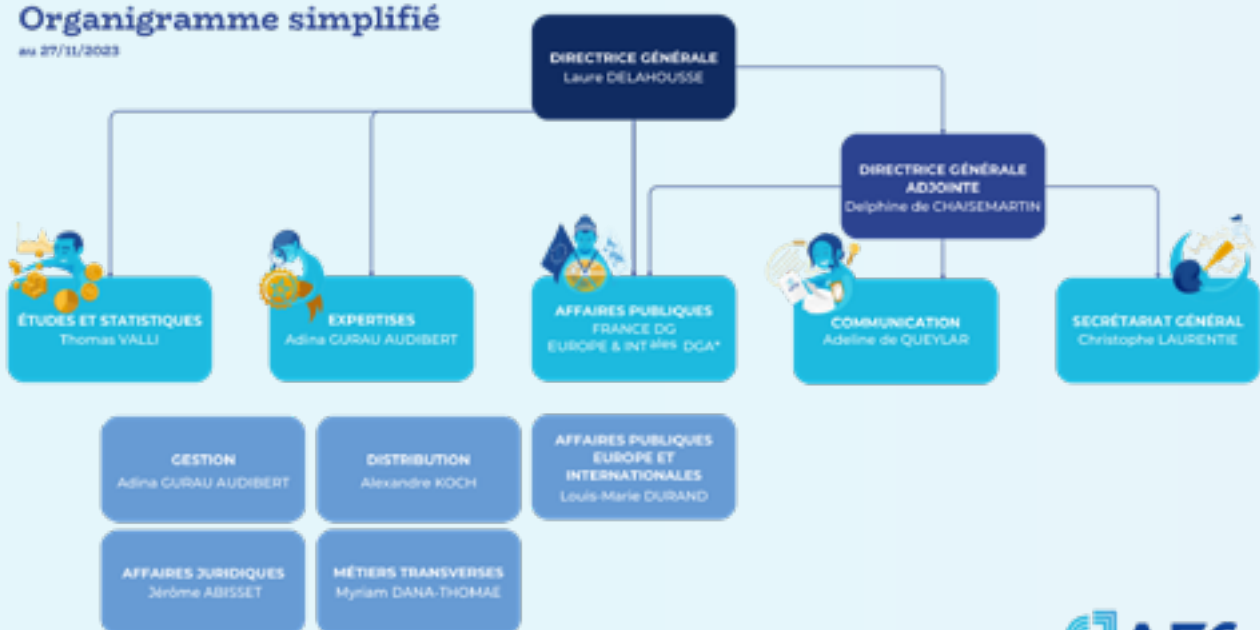 Organigramme simplifié
au 27/11/2023
DIRECTRICE GÉNÉRALE
Laure DELAHOUSSE
DIRECTRICE GÉNÉRALE
ADJOINTE
Delphine de CHAISEMARTIN
ÉTUDES ET STATISTIQUES
Thomas VALLI
EXPERTISES
Adina GURAU AUDIBERT
AFFAIRES PUBLIQUES
FRANCE DG
EUROPE & INTales DGA*
COMMUNICATION
Adeline de QUEYLAR
SECRÉTARIAT GÉNÉRAL
Christophe LAURENTIE
GESTION
Adina GURAU AUDIBERT
DISTRIBUTION
Alexandre KOCH
AFFAIRES PUBLIQUES
EUROPE ET
INTERNATIONALES
Louis-Marie DURAND
AFFAIRES JURIDIQUES
Jérôme ABISSET
MÉTIERS TRANSVERSES
Myriam DANA-THOMAE